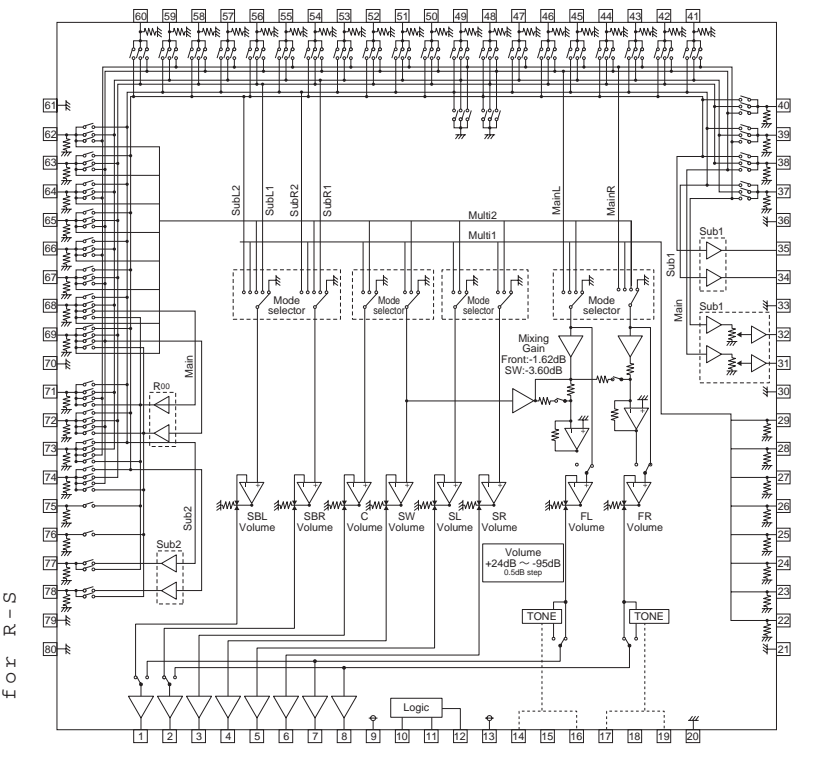 60 59 58 57 56 55 54 53 52 51 50 49 48 47 46 45 44 43 42 41
61
62
63
64
65
66
67
68
69
70
71
72
73
74
75
76
77
78
79
80
40
39
38
37
36
35
34
33
32
31
30
29
28
27
26
25
24
23
22
21
SubL2
SubL1
SubR2
SubR1
MainL
MainR
Multi2
Multi1
Sub1
Main
Sub1
Sub1
Mode
selector
Mode
selector
Mode
selector
Mode
selector
Mixing
Gain
Front:-1.62dB
SW:-3.60dB
Main
R00
Sub2
Sub2
SBL
Volume
SBR
Volume
C
Volume
SW
Volume
SL
Volume
SR
Volume
FL
Volume
FR
Volume
Volume
+24dB ～ -95dB
0.5dB step
TONE
TONE
Logic
1 2 3 4 5 6 7 8 9 10 11 12 13 14 15 16 17 18 19 20
for R-S